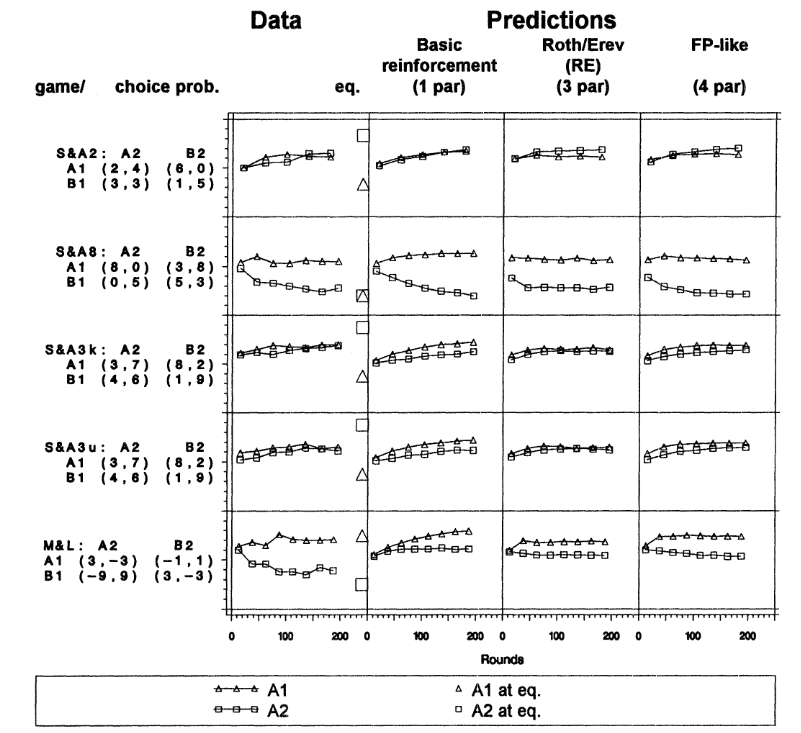 Data Predictions
Basic reinforcement (1 par) Roth/Erev (RE) (3 par) FP-like (4 par)
game/ choice prob. eq.
S&A2: A2 B2
A1 (2,4) (6,0)
B1 (3,3) (1,5)
S&A8: A2 B2
A1 (8,0) (3,8)
B1 (0,5) (5,3)
S&A3k: A2 B2
A1 (3,7) (8,2)
B1 (4,6) (1,9)
S&A3u: A2 B2
A1 (3,7) (8,2)
B1 (4,6) (1,9)
M&L: A2 B2
A1 (3,-3) (-1,1)
B1 (-9,9) (3,-3)
0 100 200 0 100 200 0 100 200 0 100 200
Rounds
A1 A1 at eq.
A2 A2 at eq.